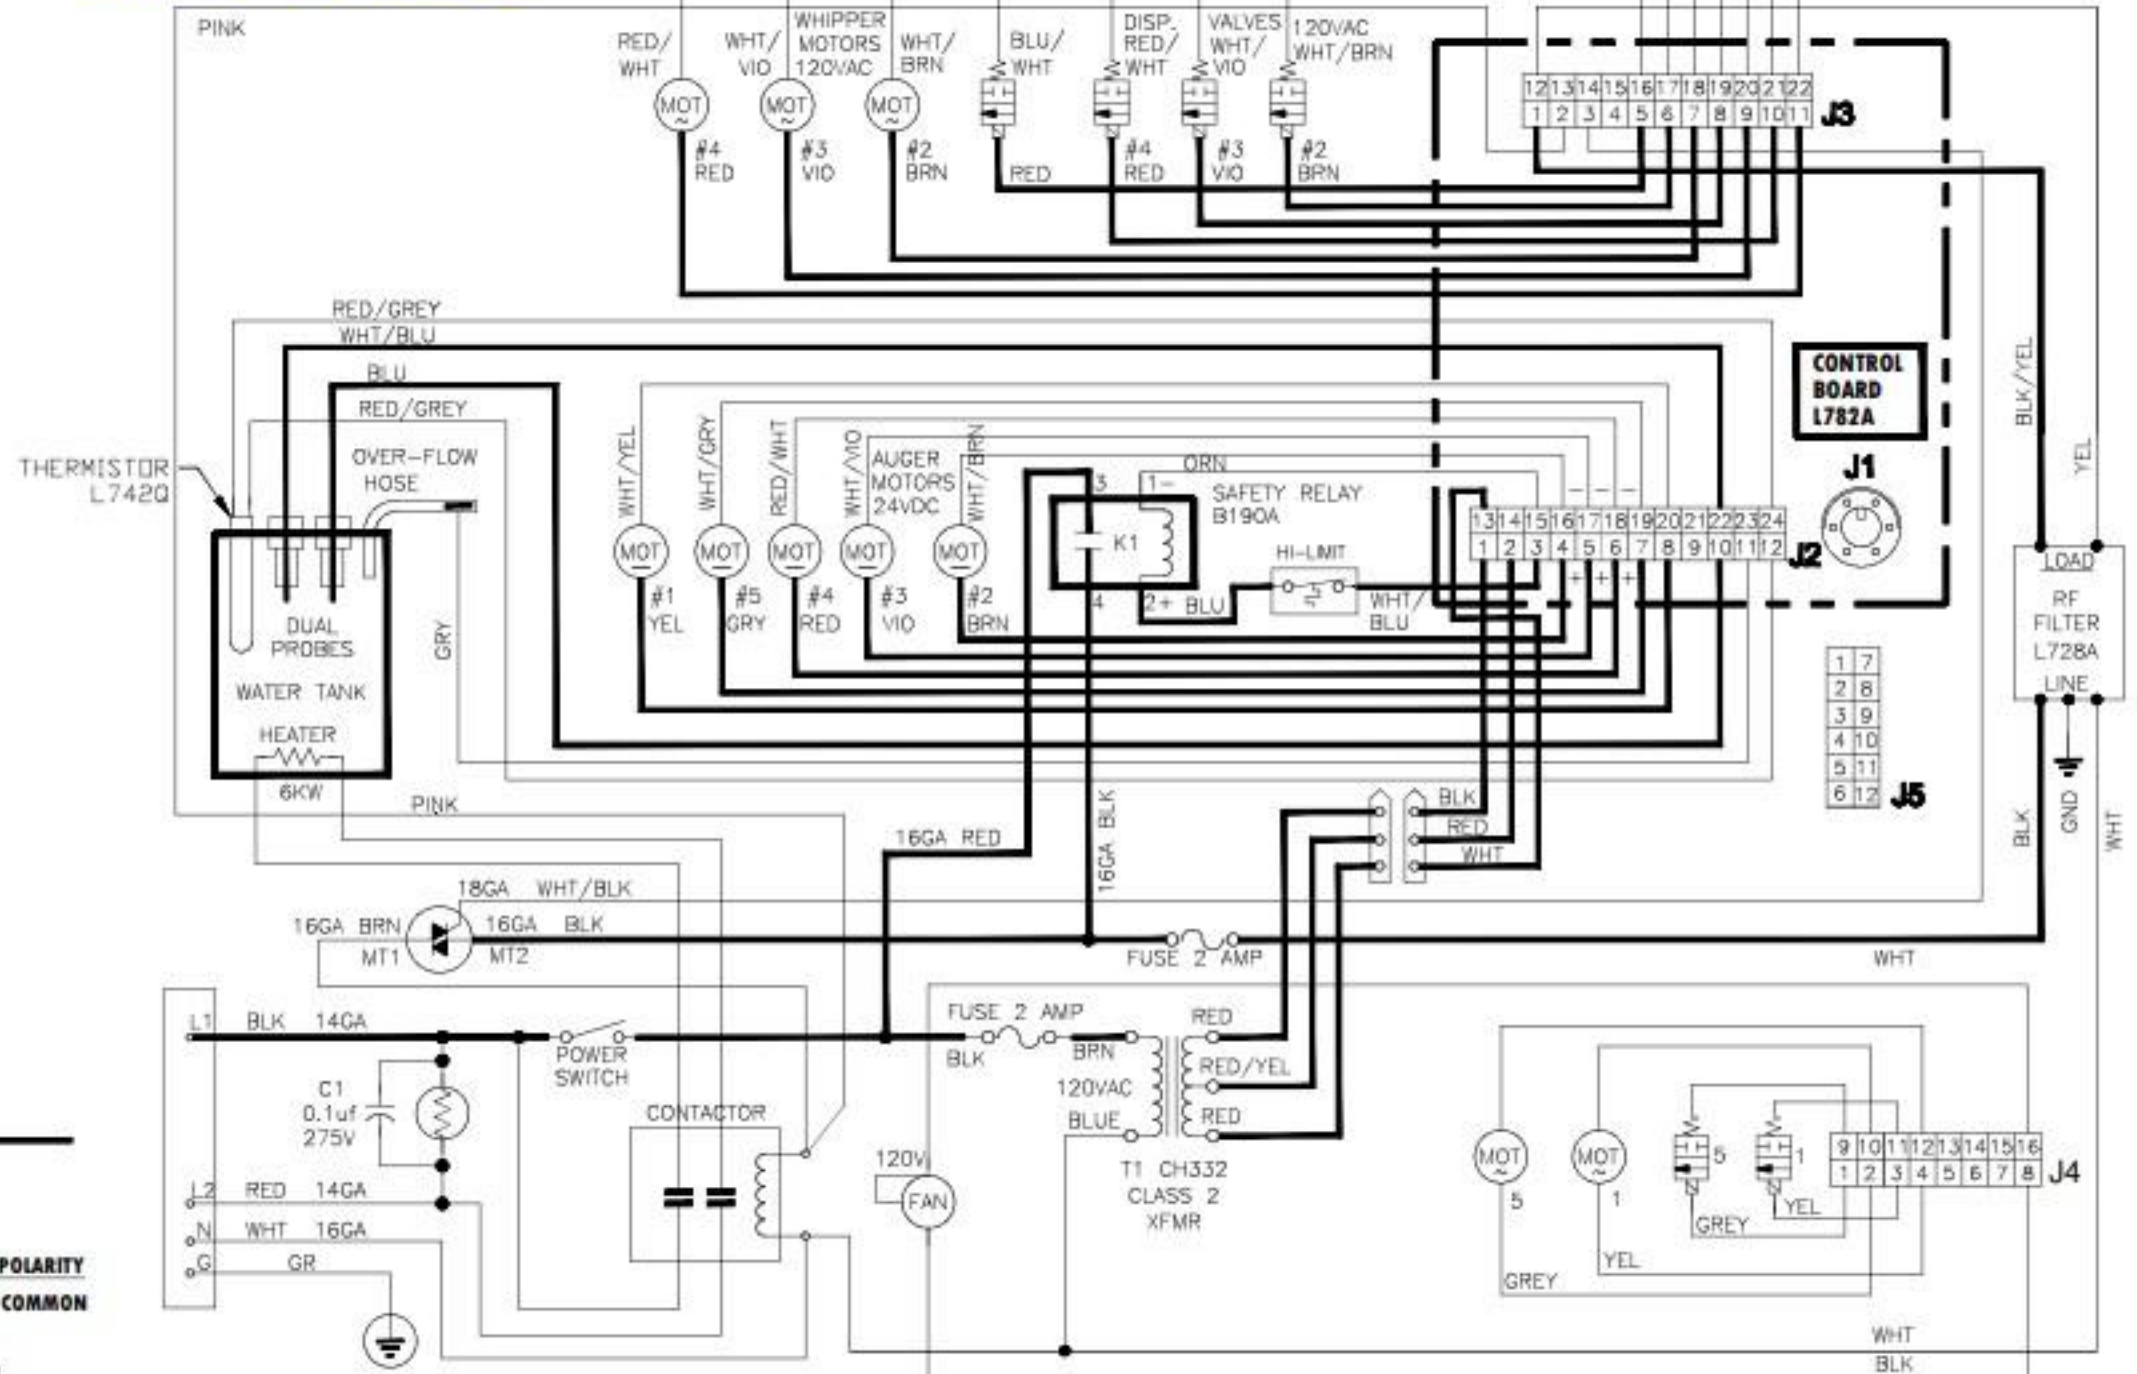 PINK
RED/
WHT
WHT/
VIO
WHIPPER
MOTORS
120VAC
WHT/
BRN
BLU/
WHT
DISP.
RED/
WHT
VALVES
WHT/
VIO
120VAC
WHT/BRN
MOT
MOT
MOT
#4
RED
#3
VIO
#2
BRN
RED
#4
RED
#3
VIO
#2
BRN
12 13 14 15 16 17 18 19 20 21 22
1 2 3 4 5 6 7 8 9 10 11
J3
RED/GREY
WHT/BLU
BLU
RED/GREY
OVER-FLOW
HOSE
THERMISTOR
L742Q
DUAL
PROBES
WATER TANK
HEATER
6KW
GRY
PINK
WHT/YEL
WHT/GRY
RED/WHT
WHT/VIO
AUGER
MOTORS
24VDC
WHT/BRN
MOT
MOT
MOT
MOT
MOT
#1
YEL
#5
GRY
#4
RED
#3
VIO
#2
BRN
ORN
3
1-
K1
4
2+
SAFETY RELAY
B190A
HI-LIMIT
BLU
WHT/
BLU
- - -
13 14 15 16 17 18 19 20 21 22 23 24
1 2 3 4 5 6 7 8 9 10 11 12
+ + +
J2
CONTROL
BOARD
L782A
J1
BLK/YEL
YEL
LOAD
RF
FILTER
L728A
LINE
BLK
GND
WHT
1 7
2 8
3 9
4 10
5 11
6 12
J5
BLK
RED
WHT
16GA RED
16GA BLK
18GA WHT/BLK
16GA BRN
16GA BLK
MT1
MT2
FUSE 2 AMP
WHT
L1
BLK 14GA
POWER
SWITCH
C1
0.1uf
275V
L2
RED 14GA
N
WHT 16GA
G
GR
CONTACTOR
FUSE 2 AMP
BLK
BRN
120VAC
BLUE
RED
RED/YEL
RED
T1 CH332
CLASS 2
XFMR
120V
FAN
MOT
5
MOT
1
5
1
GREY
YEL
YEL
GREY
9 10 11 12 13 14 15 16
1 2 3 4 5 6 7 8
J4
WHT
BLK
POLARITY
COMMON